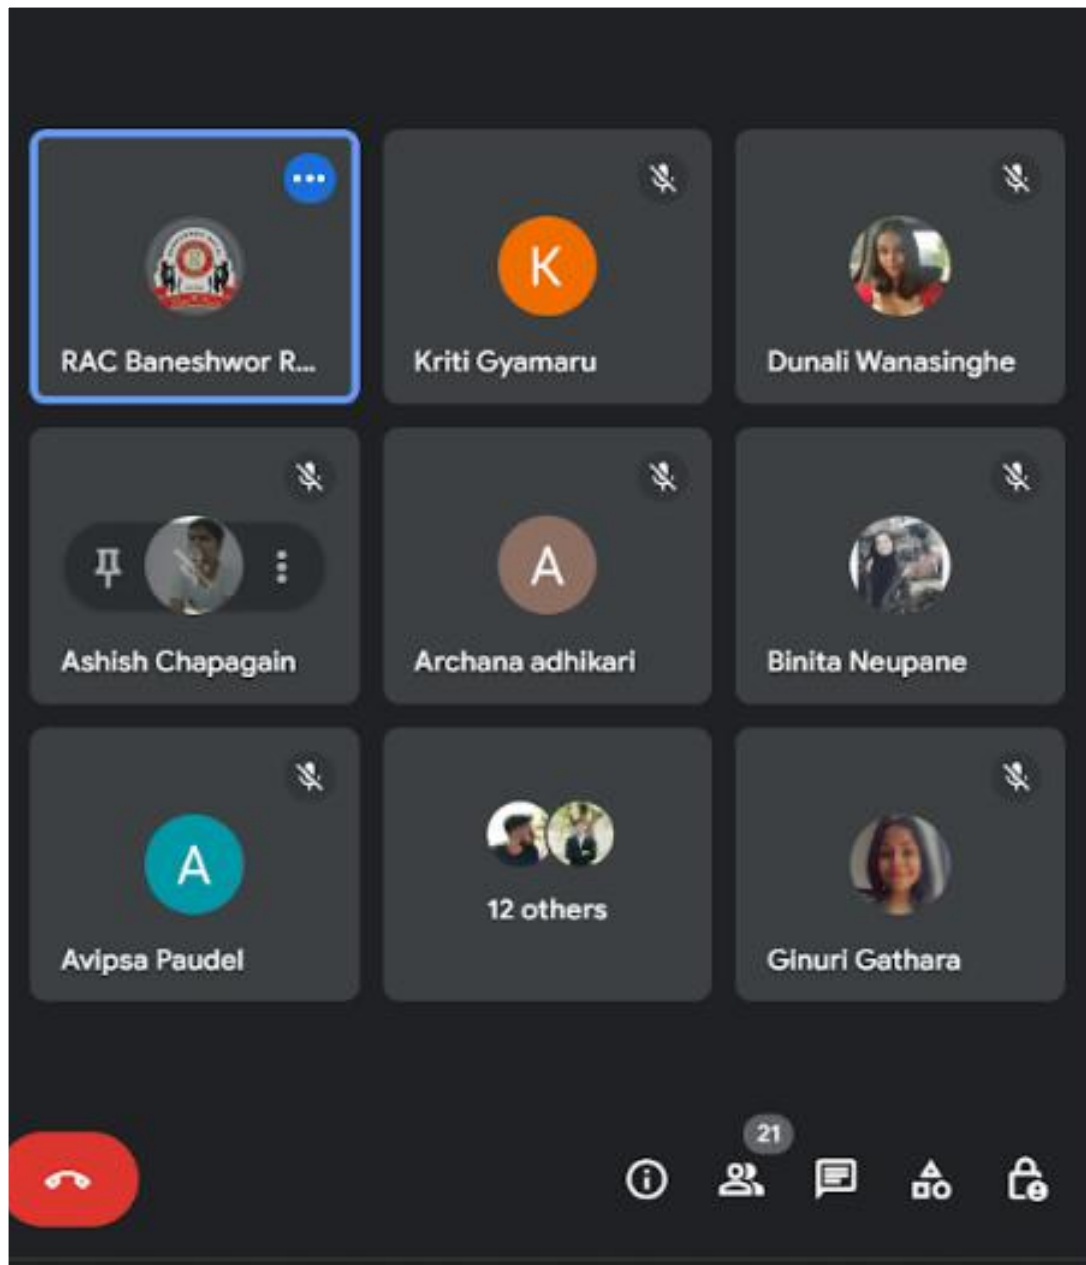 RAC Baneshwor R...
K
Kriti Gyamaru
Dunali Wanasinghe
Ashish Chapagain
A
Archana adhikari
Binita Neupane
A
Avipsa Paudel
12 others
Ginuri Gathara
21